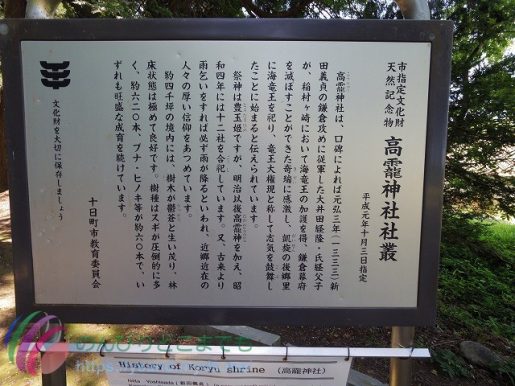 市指定文化財
天然記念物
高龗神社社叢
平成元年十月三日指定
高龗神社は、口碑によれば元弘三年(一三三三)新
田義貞の鎌倉攻めに従軍した大井田経隆・氏経父子
が、稲村ヶ崎において海竜王の加護を得、鎌倉幕府
を滅ぼすことができた奇瑞に感激し、凱旋の後郷里
に海竜王を祀り、竜王大権現と称して志気を鼓舞し
たことに始まると伝えられています。
祭神は豊玉姫ですが、明治以後高龗神を加え、昭
和四年には十二社を合祀しています。又、古来より
雨乞いをすれば必ず雨が降るといわれ、近郷近在の
人々の厚い信仰をあつめています。
約四千坪の境内には、樹木が鬱蒼と生い茂り、林
床状態は極めて良好です。樹種はスギが圧倒的に多
く、約六二〇本、ブナ・ヒノキ等が約六〇本で、い
ずれも旺盛な成育を続けています。
十日町市教育委員会
文化財を大切に保存しましょう
History of Koryu shrine (高龗神社)